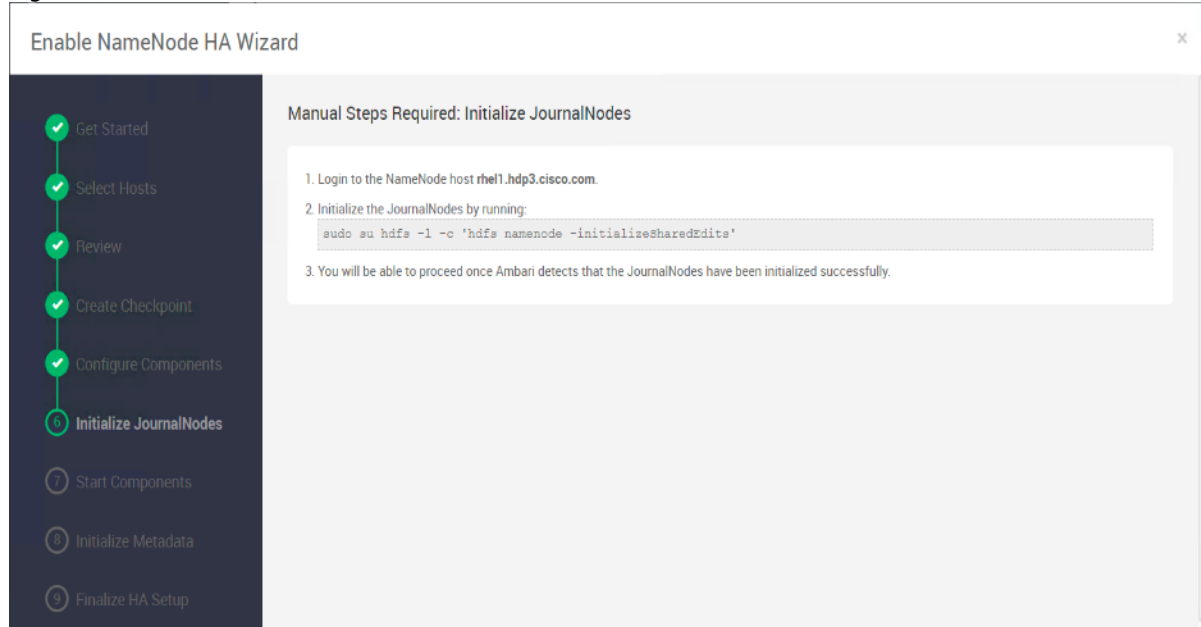 Enable NameNode HA Wizard
×
Get Started
Select Hosts
Review
Create Checkpoint
Configure Components
6 Initialize JournalNodes
7 Start Components
8 Initialize Metadata
9 Finalize HA Setup
Manual Steps Required: Initialize JournalNodes
1. Login to the NameNode host rhel1.hdp3.cisco.com.
2. Initialize the JournalNodes by running:
sudo su hdfs -l -c 'hdfs namenode -initializeSharedEdits'
3. You will be able to proceed once Ambari detects that the JournalNodes have been initialized successfully.